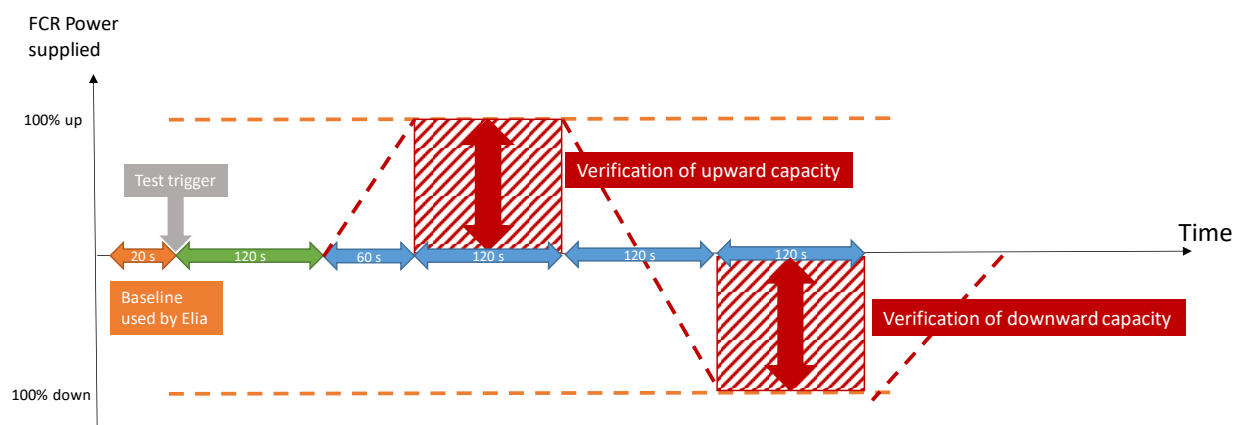 FCR Power
supplied
100% up
Test trigger
Verification of upward capacity
Time
20 s
120 s
60 s
120 s
120 s
120 s
Baseline
used by Elia
Verification of downward capacity
100% down